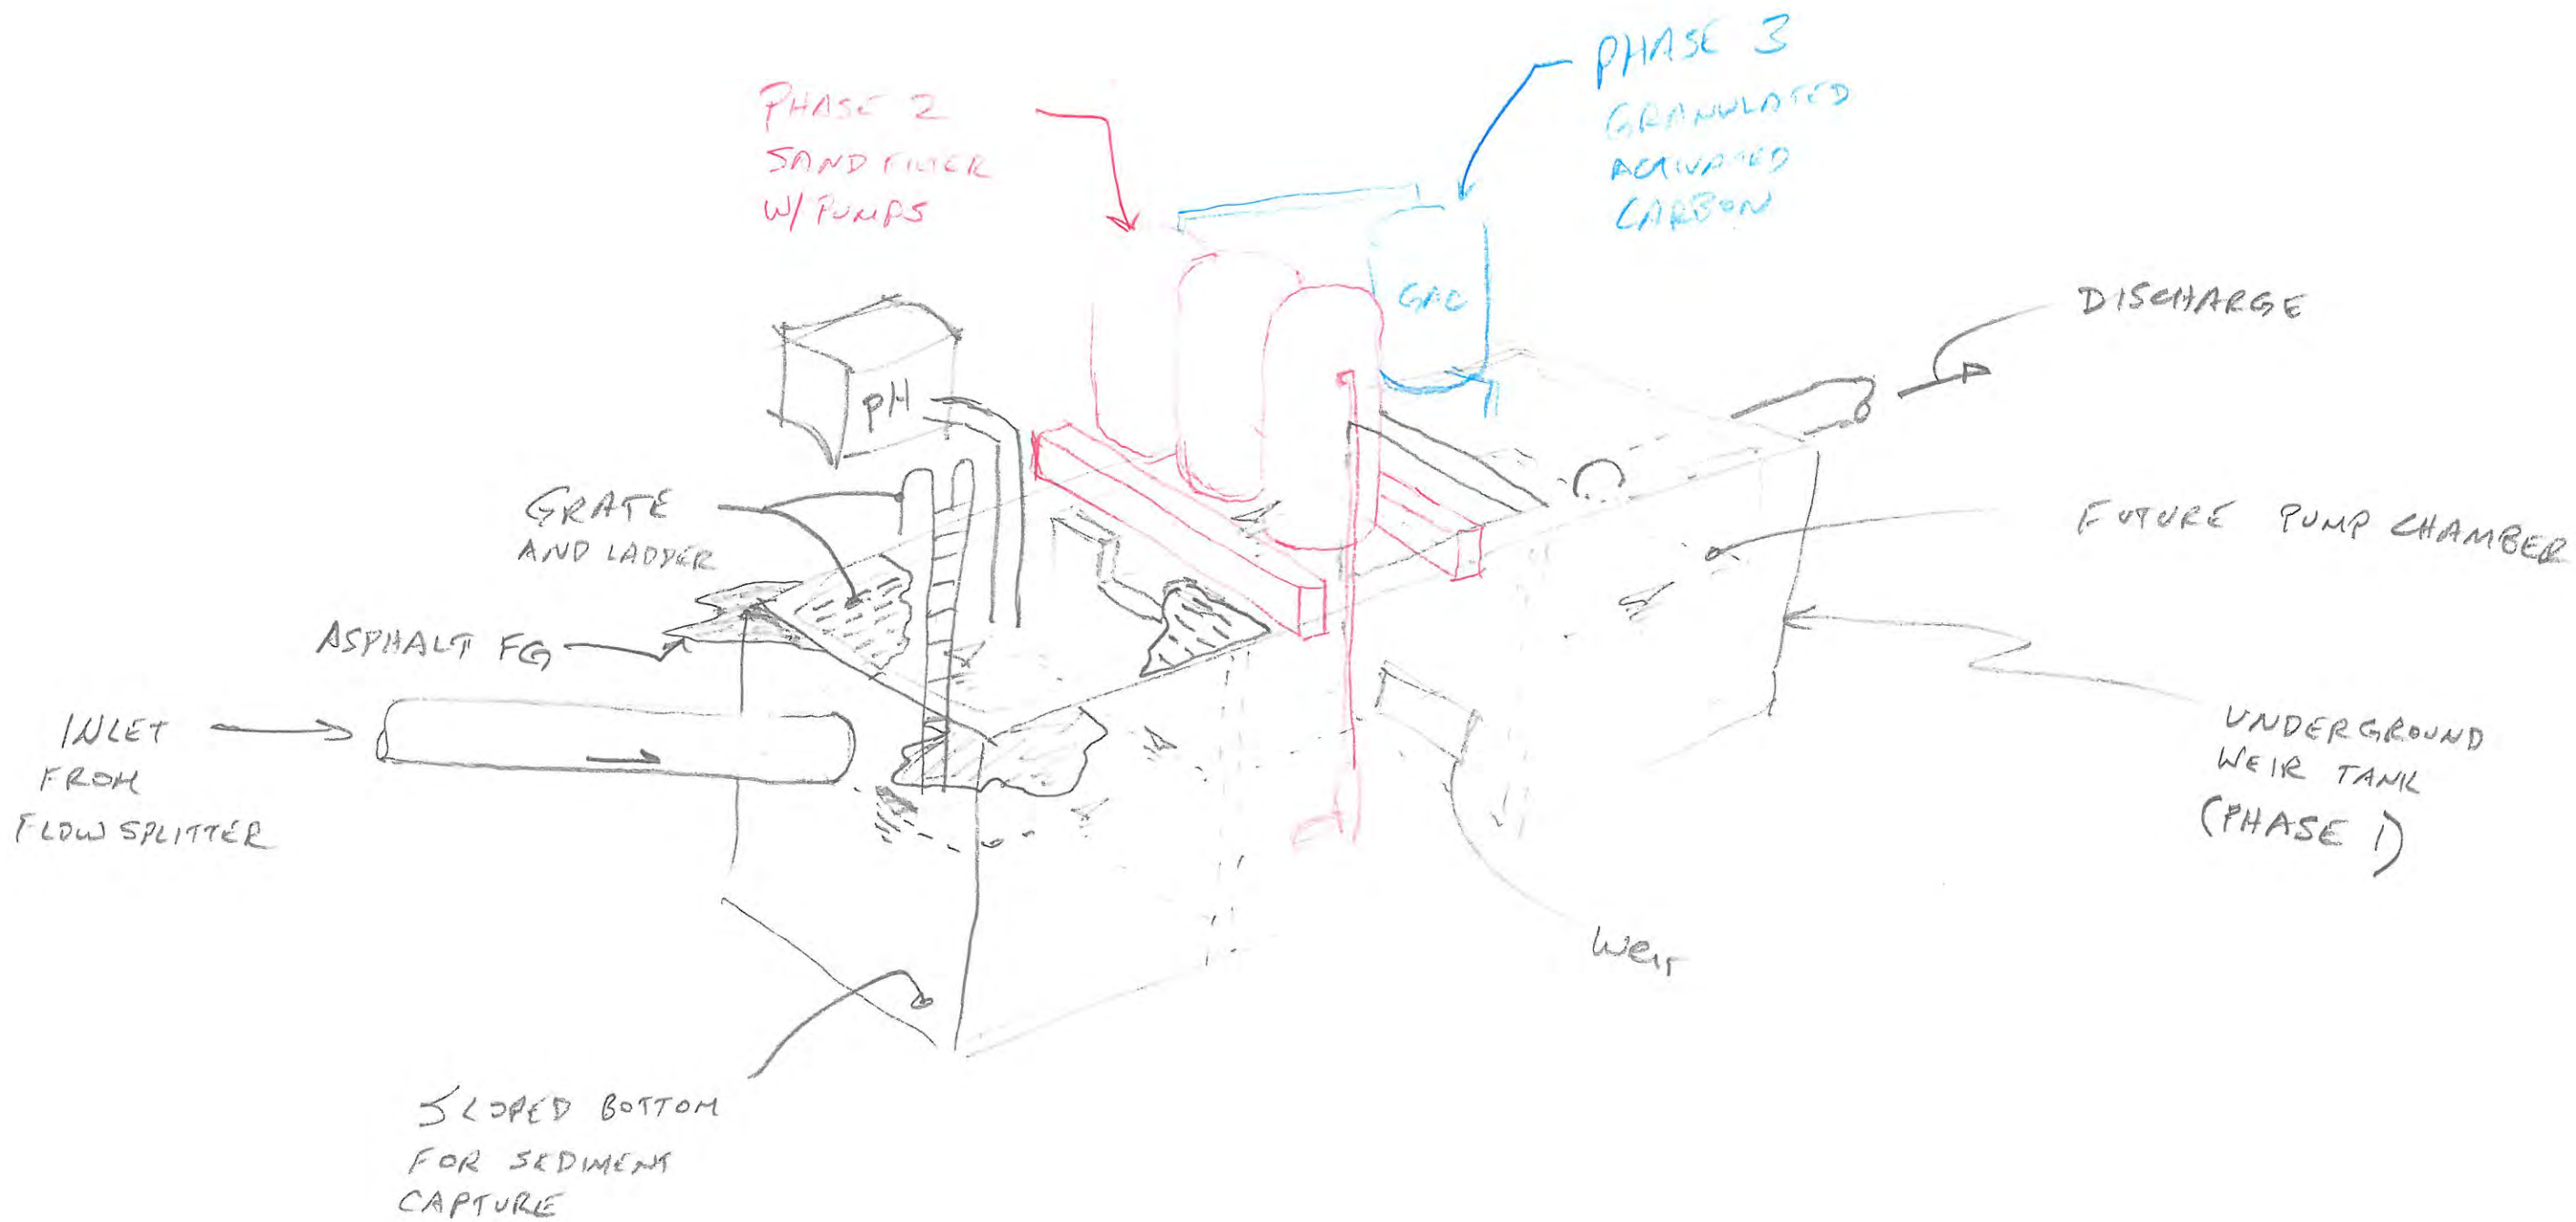 PHASE 3
GRANULATED
ACTIVATED
CARBON
PHASE 2
SAND FILTER
W/ PUMPS
GAC
DISCHARGE
pH
GRATE
AND LADDER
FUTURE PUMP CHAMBER
ASPHALT FG
INLET
FROM
FLOW SPLITTER
UNDERGROUND
WEIR TANK
(PHASE 1)
Weir
SLOPED BOTTOM
FOR SEDIMENT
CAPTURE